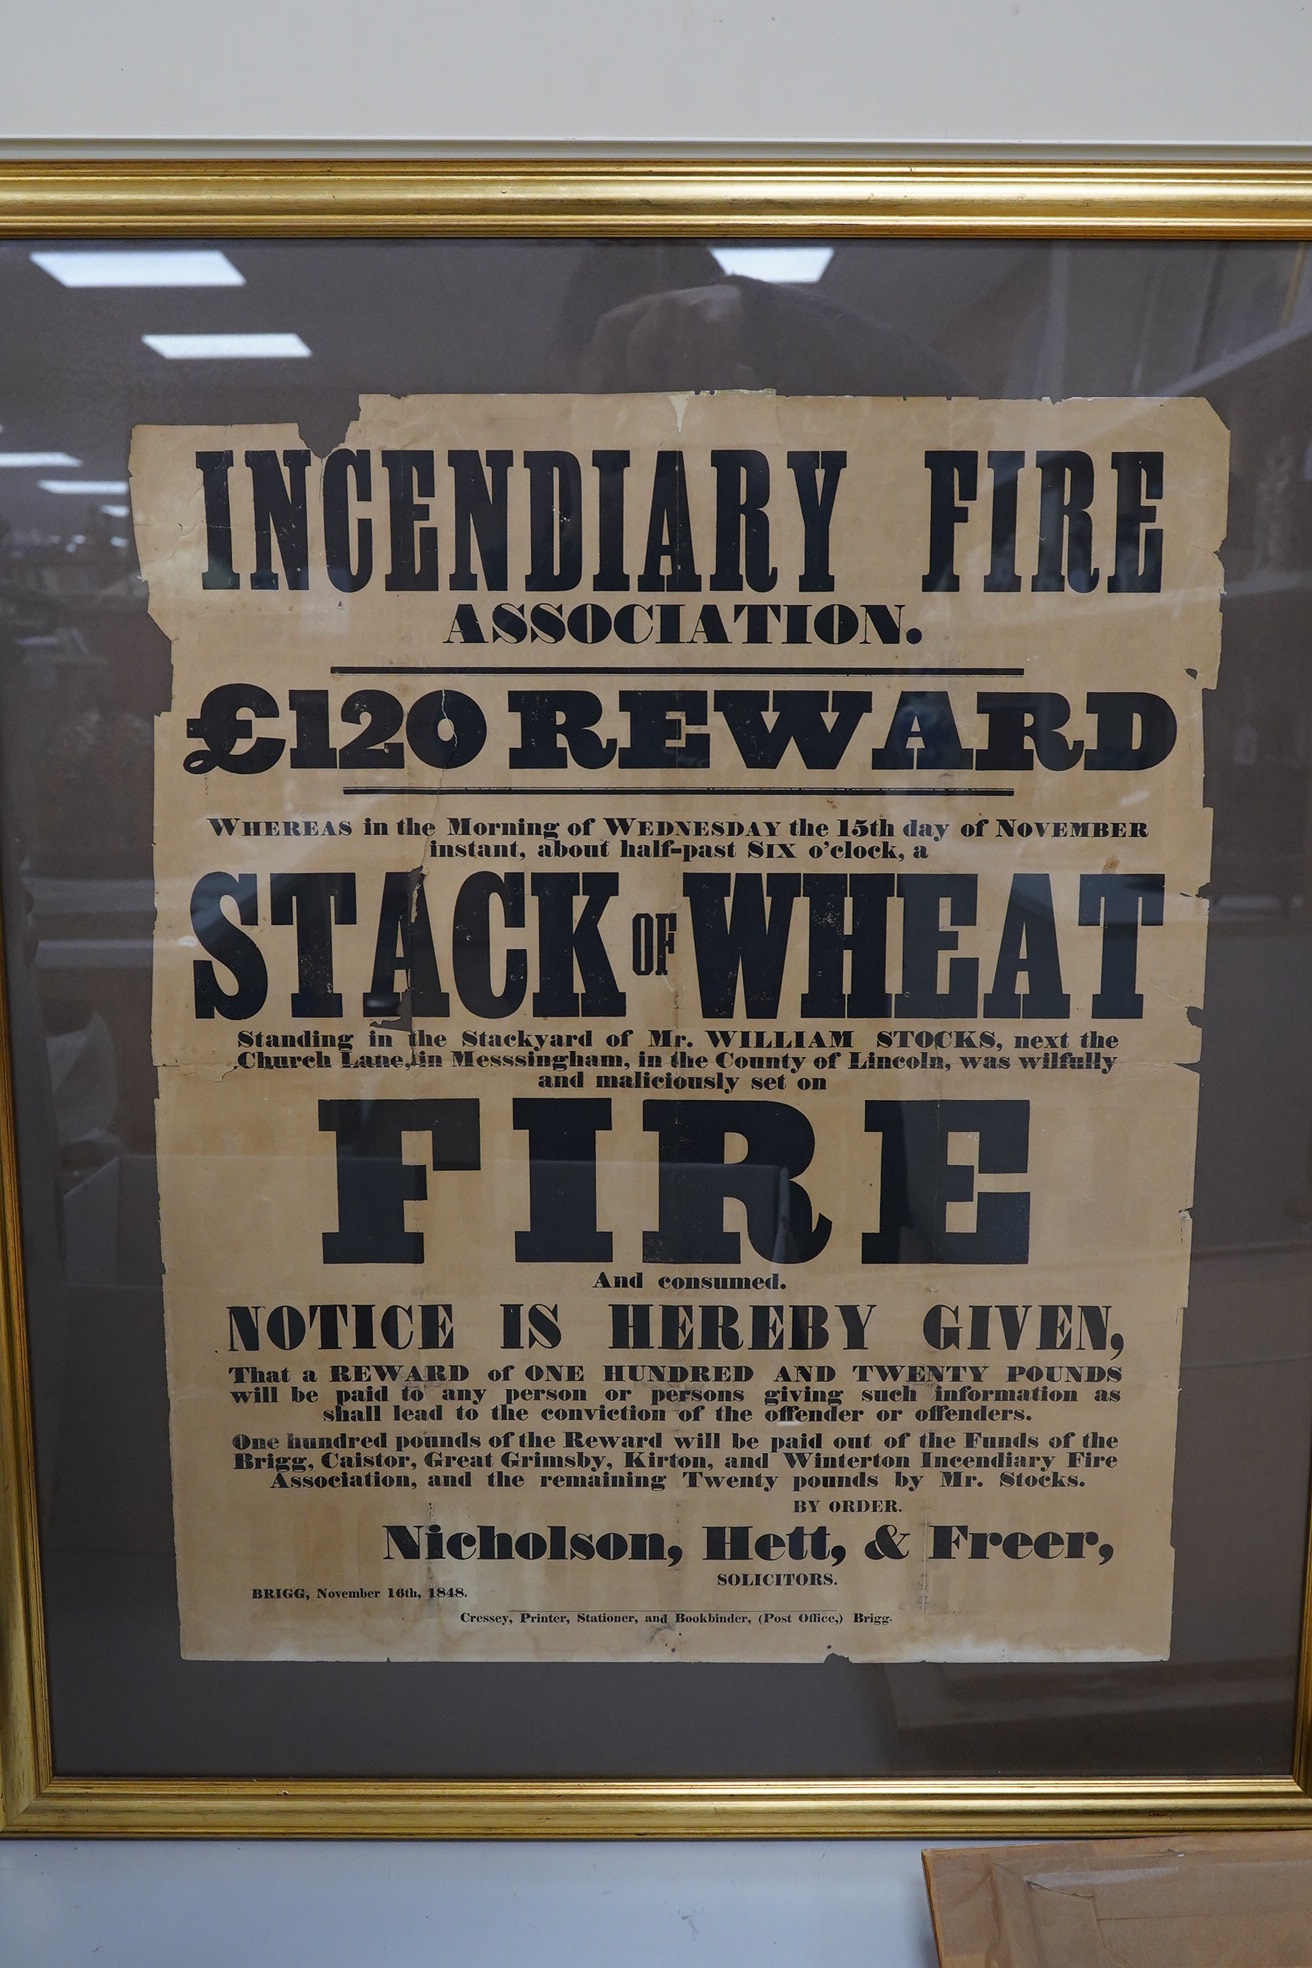 INCENDIARY FIRE
ASSOCIATION.
£120 REWARD
WHEREAS in the Morning of WEDNESDAY the 15th day of NOVEMBER
instant, about half-past SIX o'clock, a
STACK OF WHEAT
Standing in the Stackyard of Mr. WILLIAM STOCKS, next the
Church Lane, in Messsingham, in the County of Lincoln, was wilfully
and maliciously set on
FIRE
And consumed.
NOTICE IS HEREBY GIVEN,
That a REWARD of ONE HUNDRED AND TWENTY POUNDS
will be paid to any person or persons giving such information as
shall lead to the conviction of the offender or offenders.
One hundred pounds of the Reward will be paid out of the Funds of the
Brigg, Caistor, Great Grimsby, Kirton, and Winterton Incendiary Fire
Association, and the remaining Twenty pounds by Mr. Stocks.
BY ORDER.
Nicholson, Hett, & Freer,
SOLICITORS.
BRIGG, November 16th, 1848.
Cressey, Printer, Stationer, and Bookbinder, (Post Office,) Brigg.